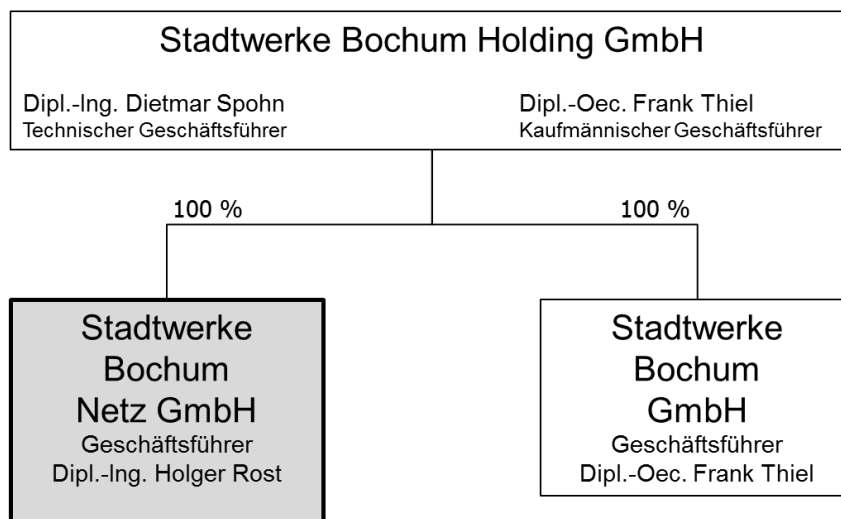 Stadtwerke Bochum Holding GmbH
Dipl.-Ing. Dietmar Spohn
Technischer Geschäftsführer
Dipl.-Oec. Frank Thiel
Kaufmännischer Geschäftsführer
100 %
100 %
Stadtwerke
Bochum
Netz GmbH
Geschäftsführer
Dipl.-Ing. Holger Rost
Stadtwerke
Bochum
GmbH
Geschäftsführer
Dipl.-Oec. Frank Thiel